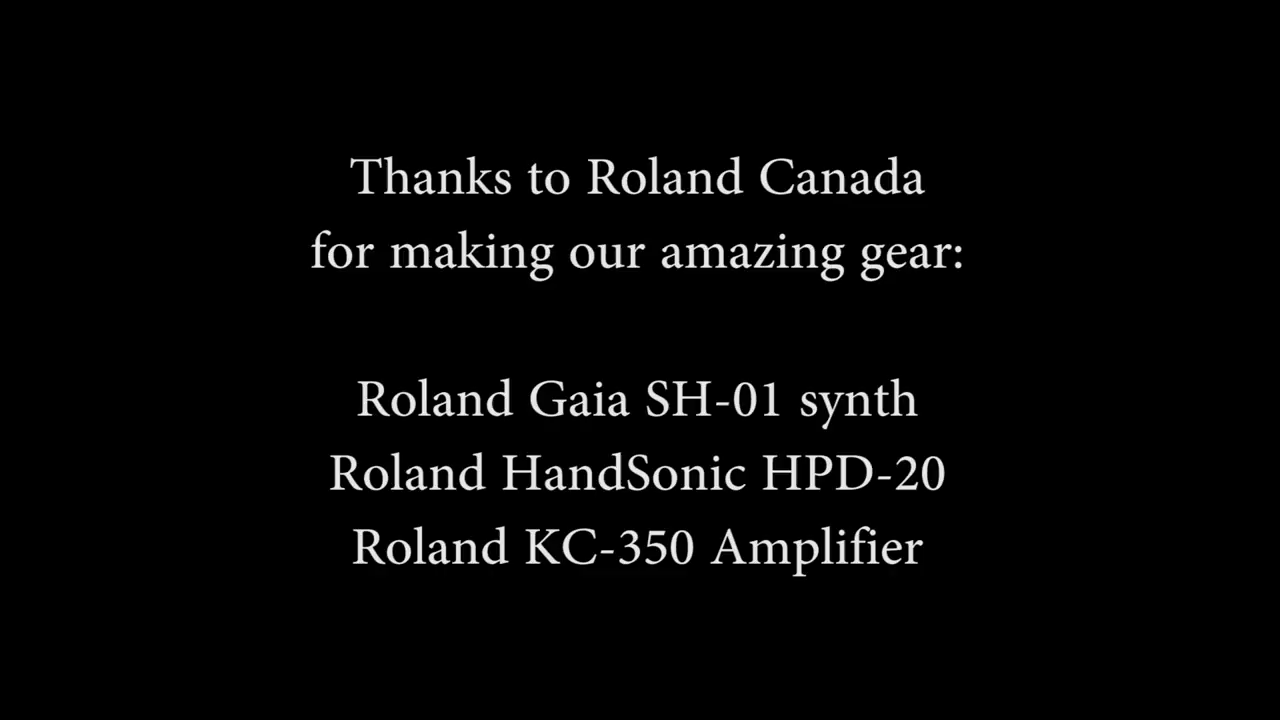 Thanks to Roland Canada
for making our amazing gear:
Roland Gaia SH-01 synth
Roland HandSonic HPD-20
Roland KC-350 Amplifier